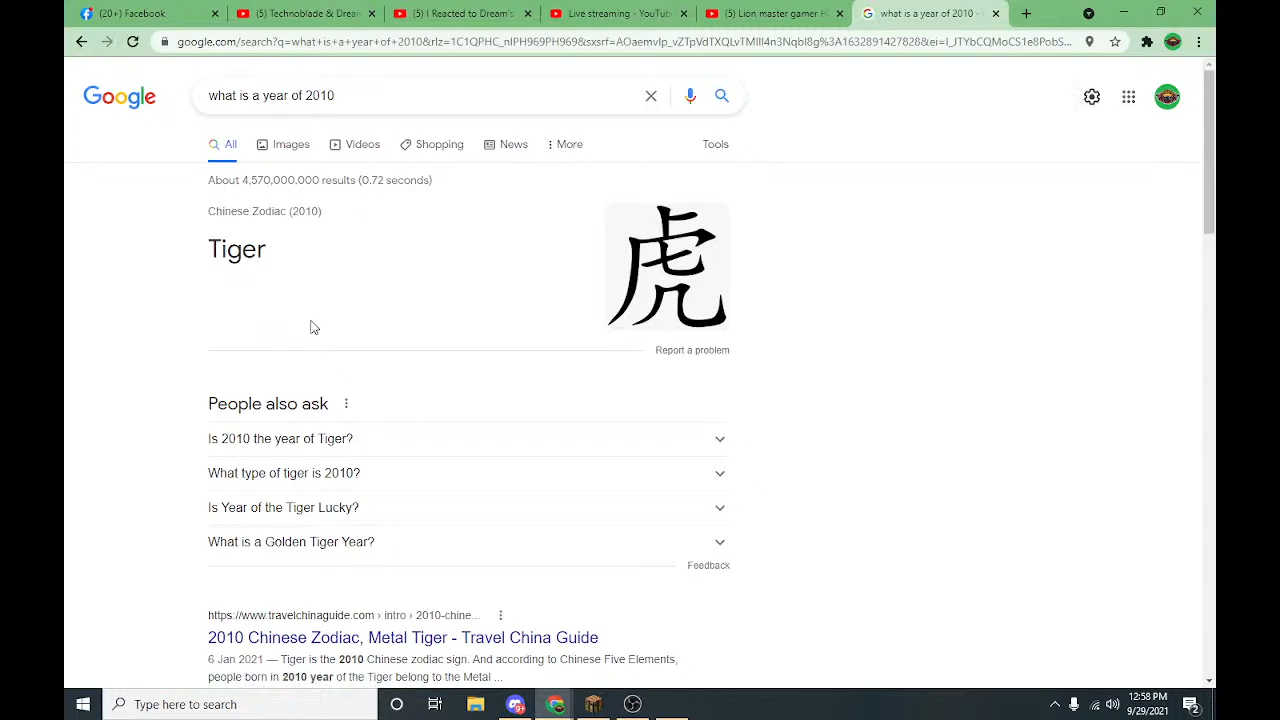 (20+) Facebook
(5) Technoblade & Dream
(5) I Reacted to Dream's
Live streaming - YouTube
(5) Lion master gamer H
what is a year of 2010 -
Google
what is a year of 2010
All
Images
Videos
Shopping
News
More
Tools
About 4,570,000,000 results (0.72 seconds)
Chinese Zodiac (2010)
Tiger
虎
Report a problem
People also ask
Is 2010 the year of Tiger?
What type of tiger is 2010?
Is Year of the Tiger Lucky?
What is a Golden Tiger Year?
Feedback
https://www.travelchinaguide.com › intro › 2010-chine...
2010 Chinese Zodiac, Metal Tiger - Travel China Guide
6 Jan 2021 — Tiger is the 2010 Chinese zodiac sign. And according to Chinese Five Elements,
people born in 2010 year of the Tiger belong to the Metal ...
Type here to search
12:58 PM
9/29/2021
2